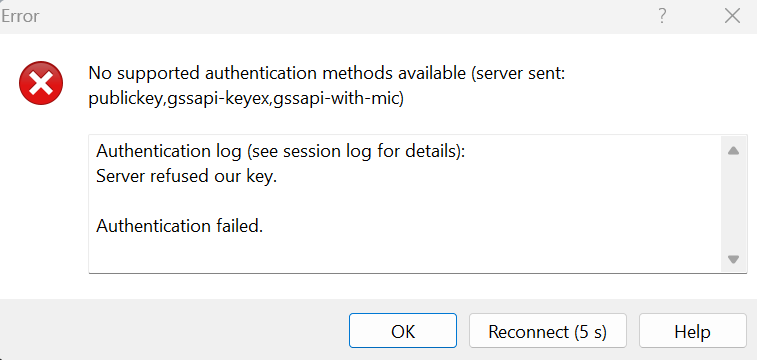 Error
?
No supported authentication methods available (server sent:
publickey,gssapi-keyex,gssapi-with-mic)
Authentication log (see session log for details):
Server refused our key.
Authentication failed.
OK
Reconnect (5 s)
Help